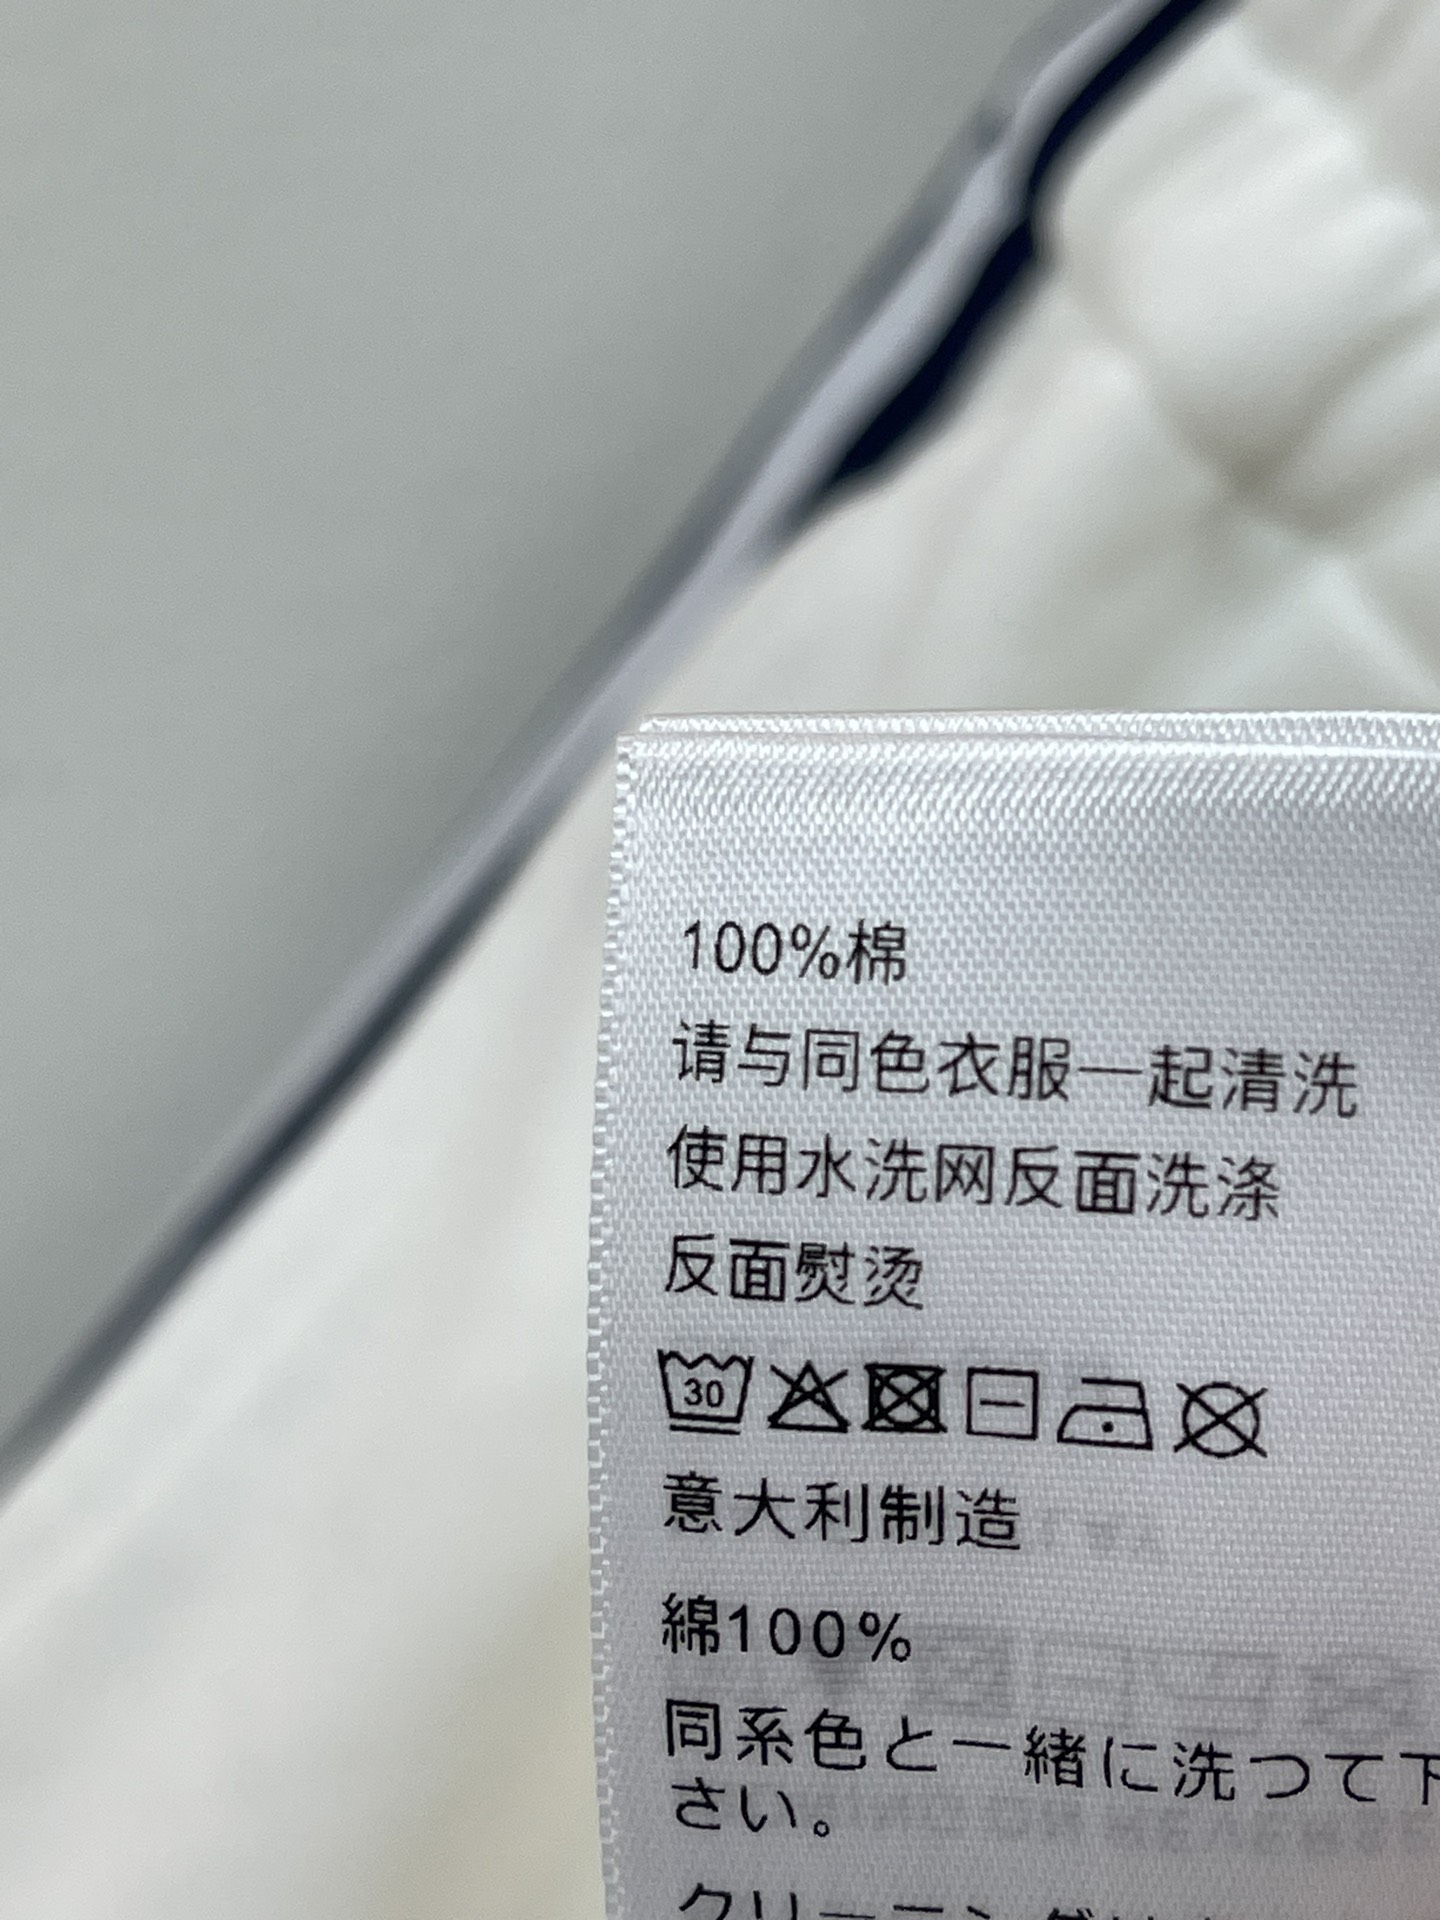 100%棉
请与同色衣服一起清洗
使用水洗网反面洗涤
反面熨烫
30
意大利制造
綿100%
同系色と一緒に洗つて下
さい。